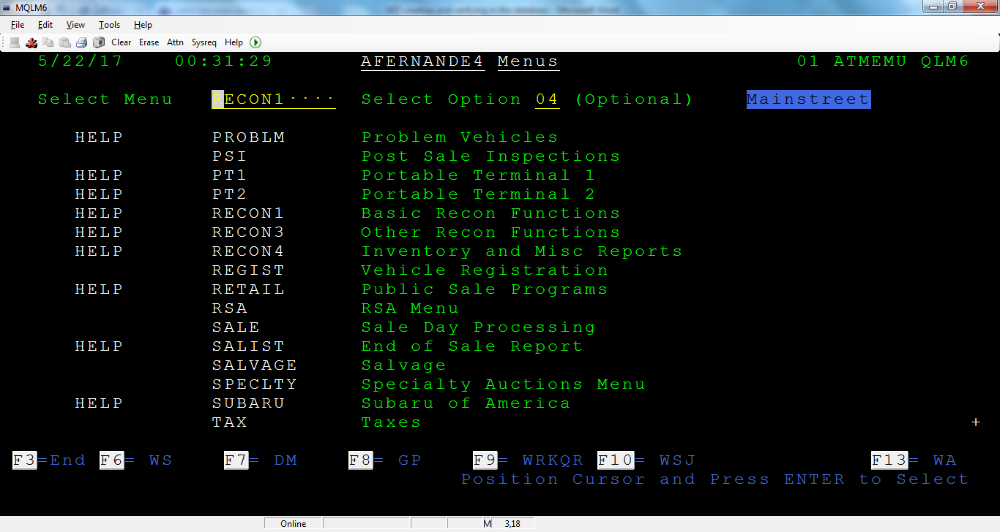 MQLM6
File Edit View Tools Help
Clear Erase Attn Sysreq Help
5/22/17 00:31:29 AFERNANDE4 Menus 01 ATMEMU QLM6
Select Menu RECON1···· Select Option 04 (Optional) Mainstreet
HELP PROBLM Problem Vehicles
PSI Post Sale Inspections
HELP PT1 Portable Terminal 1
HELP PT2 Portable Terminal 2
HELP RECON1 Basic Recon Functions
HELP RECON3 Other Recon Functions
HELP RECON4 Inventory and Misc Reports
REGIST Vehicle Registration
HELP RETAIL Public Sale Programs
RSA RSA Menu
SALE Sale Day Processing
HELP SALIST End of Sale Report
SALVAGE Salvage
SPECLTY Specialty Auctions Menu
HELP SUBARU Subaru of America
TAX Taxes +
F3=End F6= WS F7= DM F8= GP F9= WRKQR F10= WSJ F13= WA
Position Cursor and Press ENTER to Select
Online M 3,18